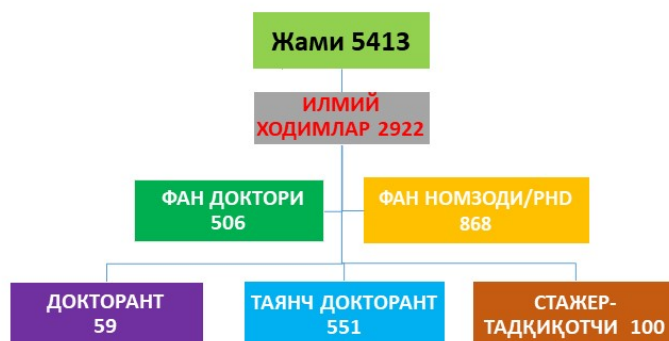 Жами 5413
ИЛМИЙ
ХОДИМЛАР 2922
ФАН ДОКТОРИ
506
ФАН НОМЗОДИ/PHD
868
ДОКТОРАНТ
59
ТАЯНЧ ДОКТОРАНТ
551
СТАЖЕР-
ТАДҚИҚОТЧИ 100